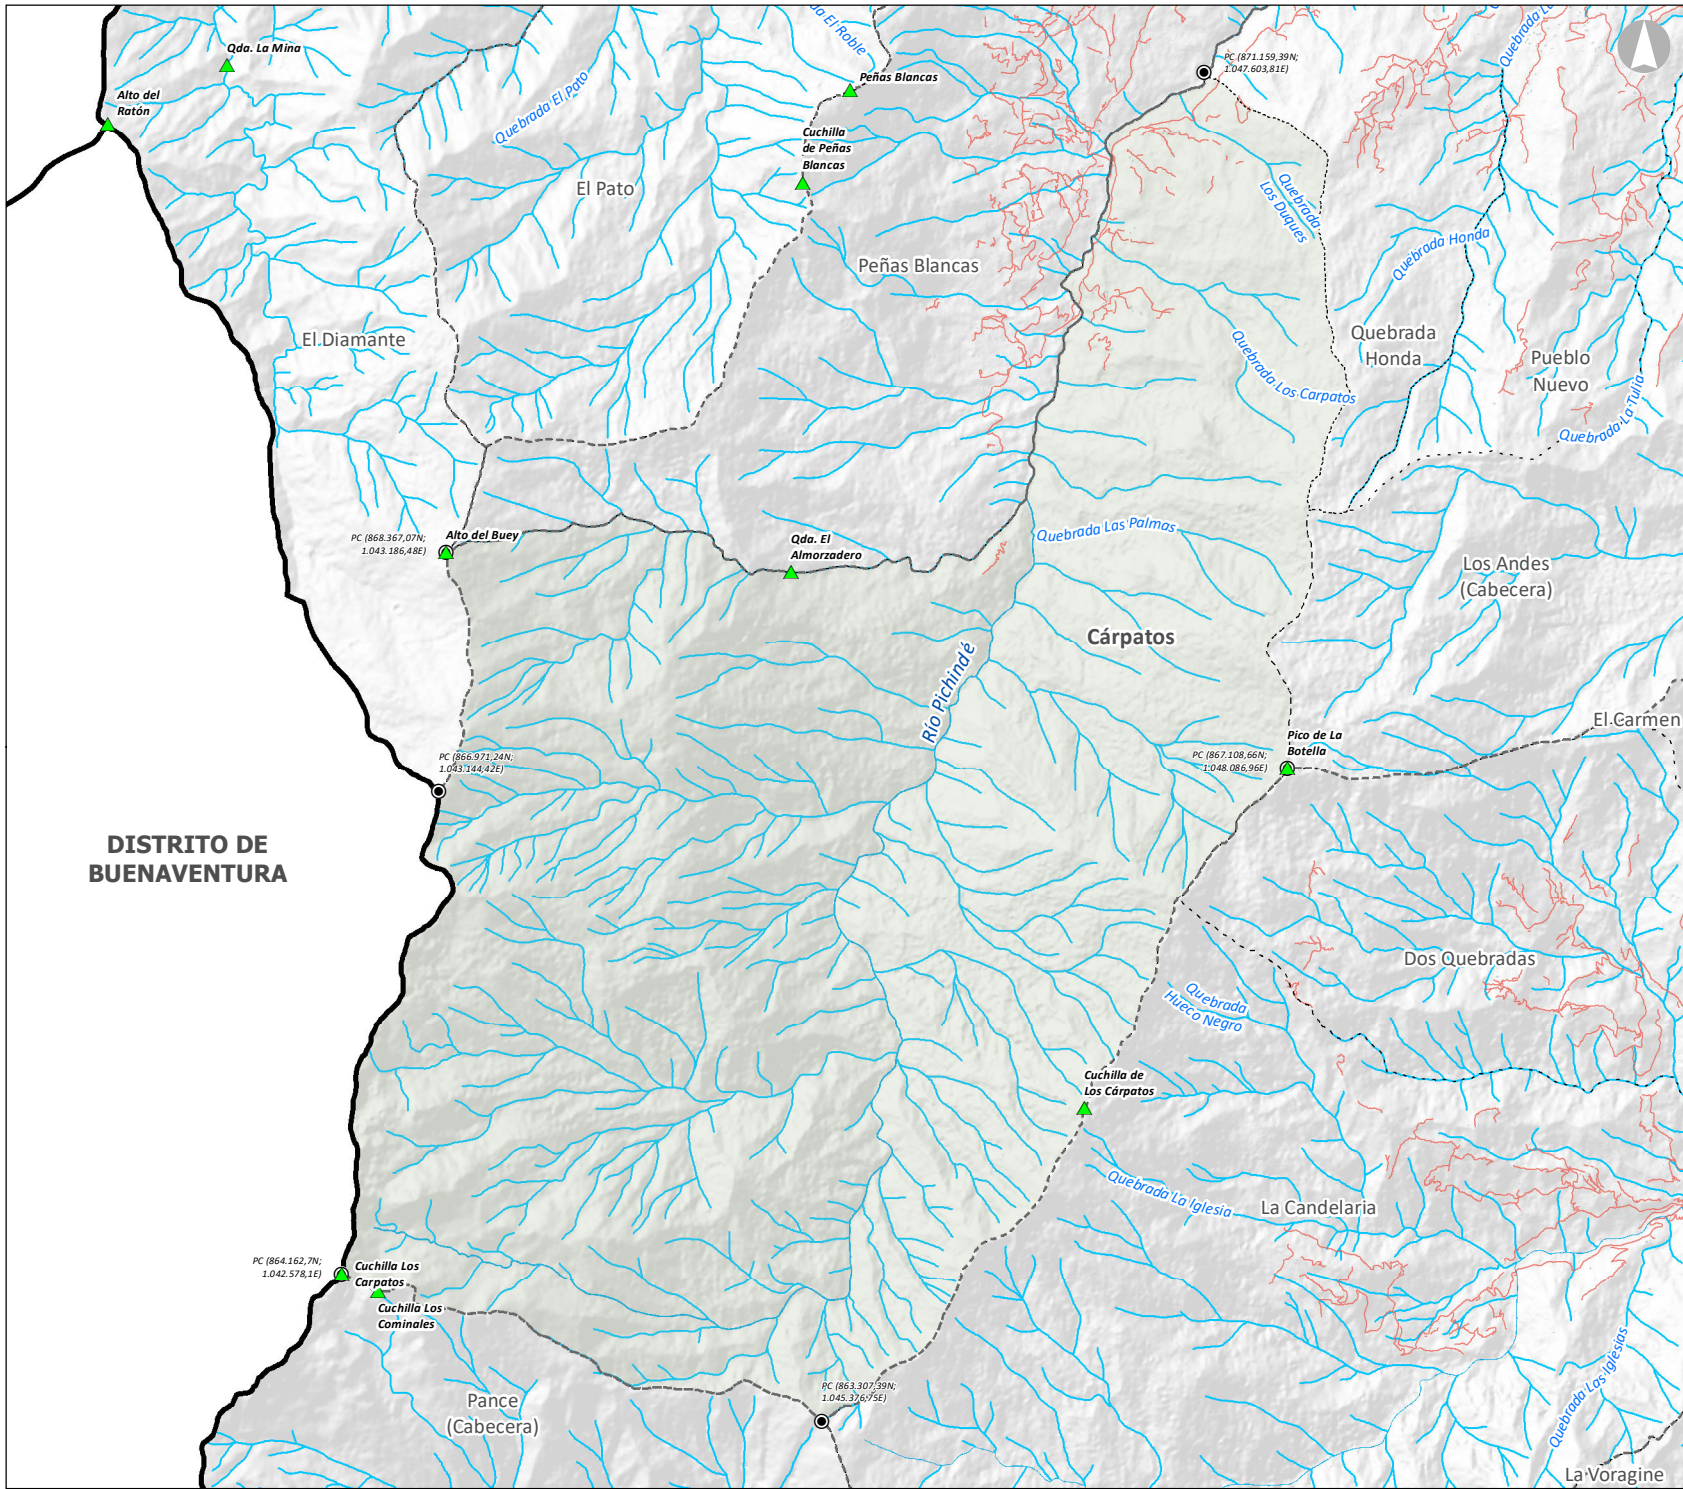 Qda. La Mina
Alto del
Ratón
Quebrada El Pato
El Roble
Peñas Blancas
Cuchilla
de Peñas
Blancas
El Pato
Peñas Blancas
El Diamante
PC (871.159,39N;
1.047.603,81E)
Quebrada
Los Duques
Quebrada Honda
Quebrada
Honda
Pueblo
Nuevo
Quebrada Los Carpatos
Quebrada La Tulia
PC (868.367,07N;
1.043.186,48E)
Alto del Buey
Qda. El
Almorzadero
Quebrada Las Palmas
Los Andes
(Cabecera)
Cárpatos
Río Pichindé
El Carmen
Pico de La
Botella
PC (867.108,66N;
1.048.086,96E)
PC (866.971,24N;
1.043.144,42E)
DISTRITO DE
BUENAVENTURA
Dos Quebradas
Quebrada
Hueco Negro
Cuchilla de
Los Cárpatos
Quebrada La Iglesia
La Candelaria
PC (864.162,7N;
1.042.578,1E)
Cuchilla Los
Carpatos
Cuchilla Los
Cominales
Quebrada Las Iglesias
PC (863.307,39N;
1.045.376,75E)
Pance
(Cabecera)
La Voragine